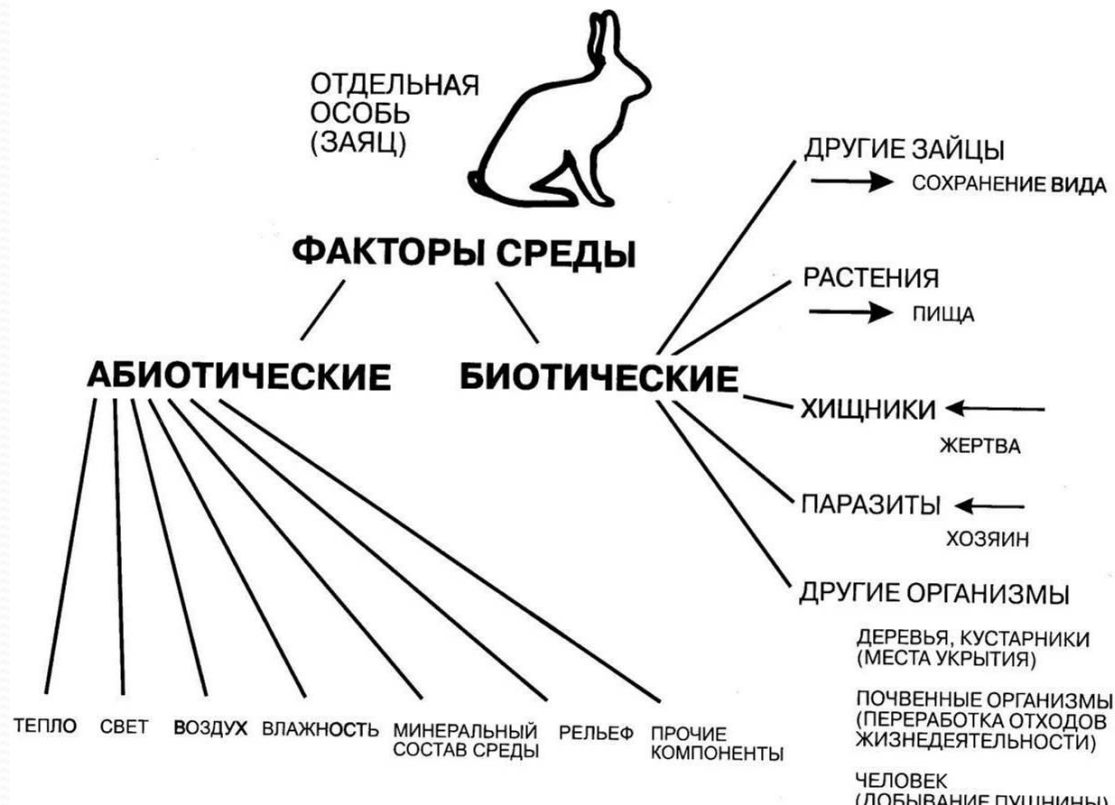 ОТДЕЛЬНАЯ
ОСОБЬ
(ЗАЯЦ)
ФАКТОРЫ СРЕДЫ
АБИОТИЧЕСКИЕ
БИОТИЧЕСКИЕ
ДРУГИЕ ЗАЙЦЫ
СОХРАНЕНИЕ ВИДА
РАСТЕНИЯ
ПИЩА
ХИЩНИКИ
ЖЕРТВА
ПАРАЗИТЫ
ХОЗЯИН
ДРУГИЕ ОРГАНИЗМЫ
ДЕРЕВЬЯ, КУСТАРНИКИ
(МЕСТА УКРЫТИЯ)
ПОЧВЕННЫЕ ОРГАНИЗМЫ
(ПЕРЕРАБОТКА ОТХОДОВ
ЖИЗНЕДЕЯТЕЛЬНОСТИ)
ЧЕЛОВЕК
(ДОБЫВАНИЕ ПУШНИНЫ)
ТЕПЛО
СВЕТ
ВОЗДУХ
ВЛАЖНОСТЬ
МИНЕРАЛЬНЫЙ
СОСТАВ СРЕДЫ
РЕЛЬЕФ
ПРОЧИЕ
КОМПОНЕНТЫ